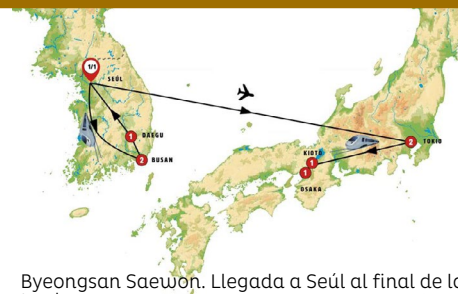 1/1
SEÚL
DAEGU
1
2
BUSAN
2
TOKIO
KIOTO
1
1
OSAKA
Byeongsan Saewon. Llegada a Seúl al final de la